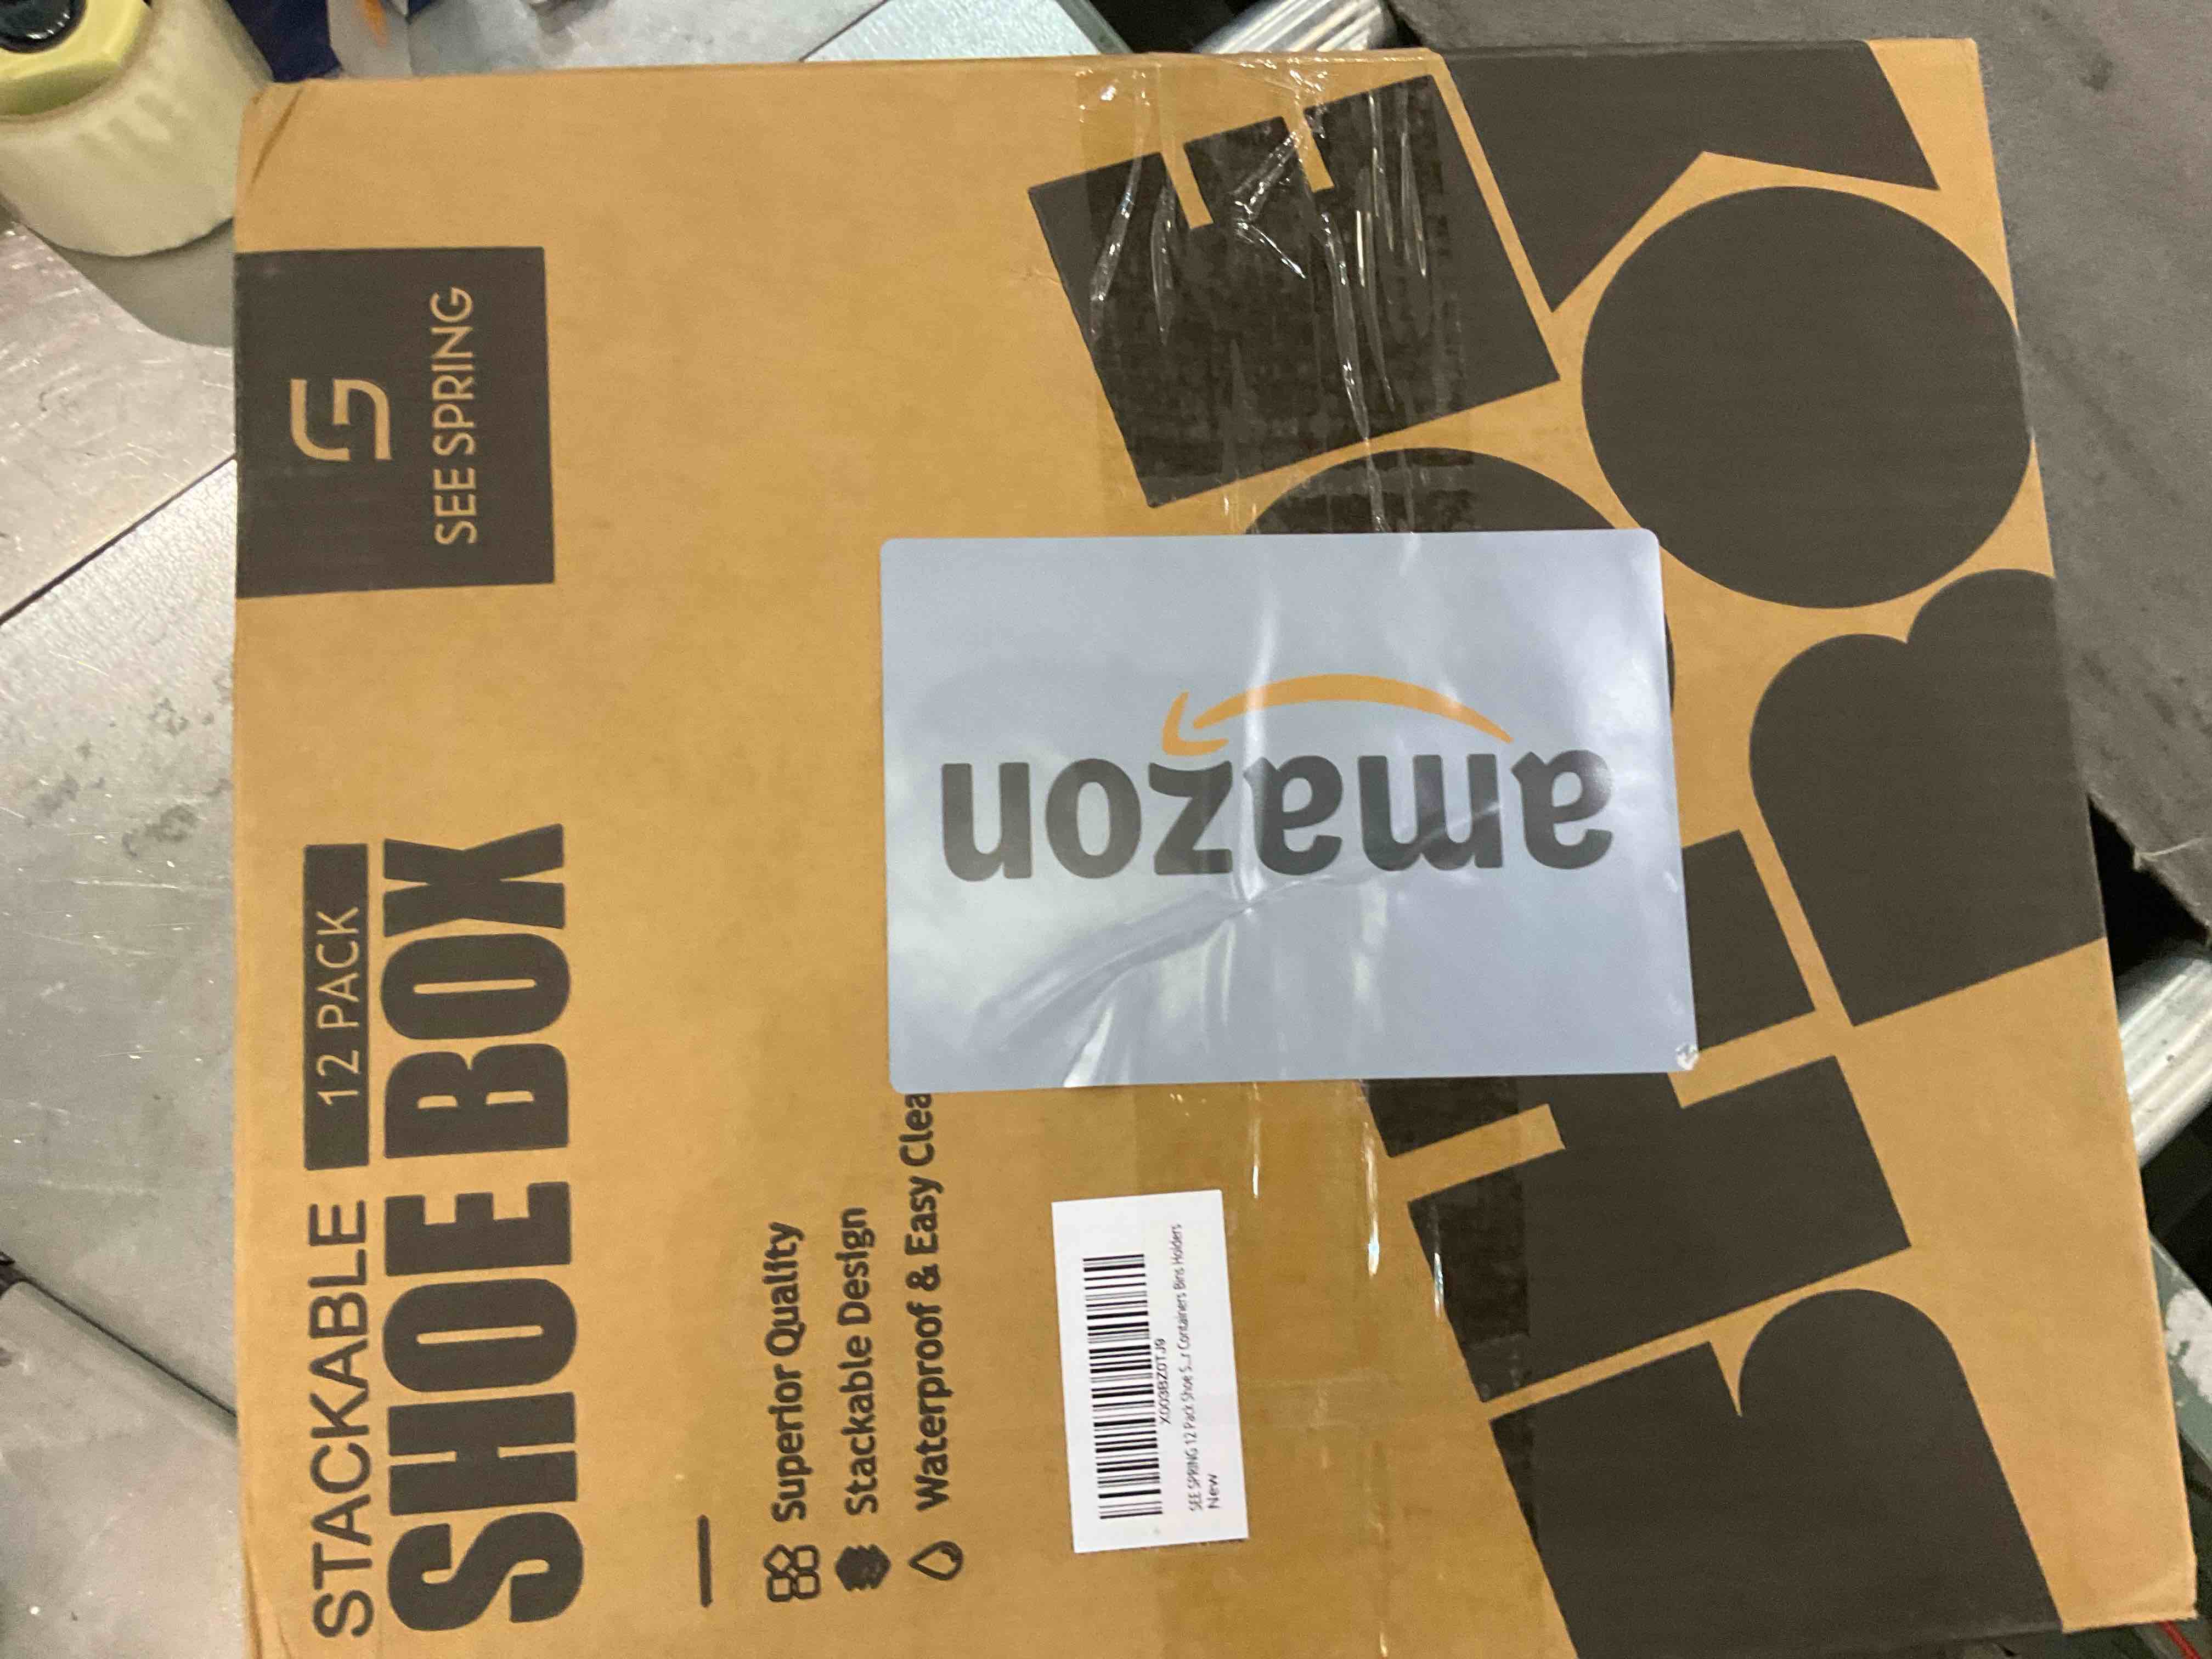 SEE SPRING
STACKABLE 12 PACK
SHOE BOX
Superior Quality
Stackable Design
Waterproof & Easy Clea
amazon
X003BZ0TJ9
SEE SPRING 12 Pack Shoe S...r Containers Bins Holders
New